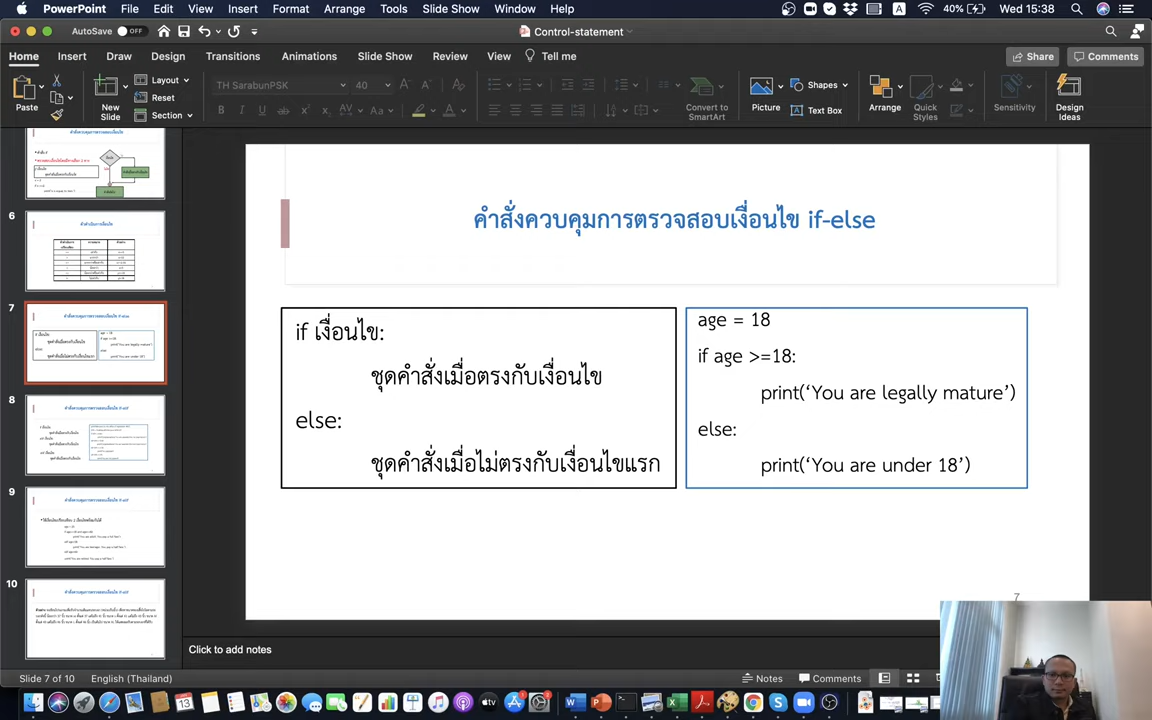 PowerPoint File Edit View Insert Format Arrange Tools Slide Show Window Help 40% Wed 15:38
AutoSave OFF Control-statement
Home Insert Draw Design Transitions Animations Slide Show Review View Tell me Share Comments
Paste New Slide Layout Reset Section TH SarabunPSK 40 Convert to SmartArt Picture Shapes Text Box Arrange Quick Styles Sensitivity Design Ideas
6
7
8
9
10
คำสั่งควบคุมการตรวจสอบเงื่อนไข if-else
if เงื่อนไข:
ชุดคำสั่งเมื่อตรงกับเงื่อนไข
else:
ชุดคำสั่งเมื่อไม่ตรงกับเงื่อนไขแรก
age = 18
if age >=18:
print(‘You are legally mature’)
else:
print(‘You are under 18’)
7
Click to add notes
Slide 7 of 10 English (Thailand) Notes Comments